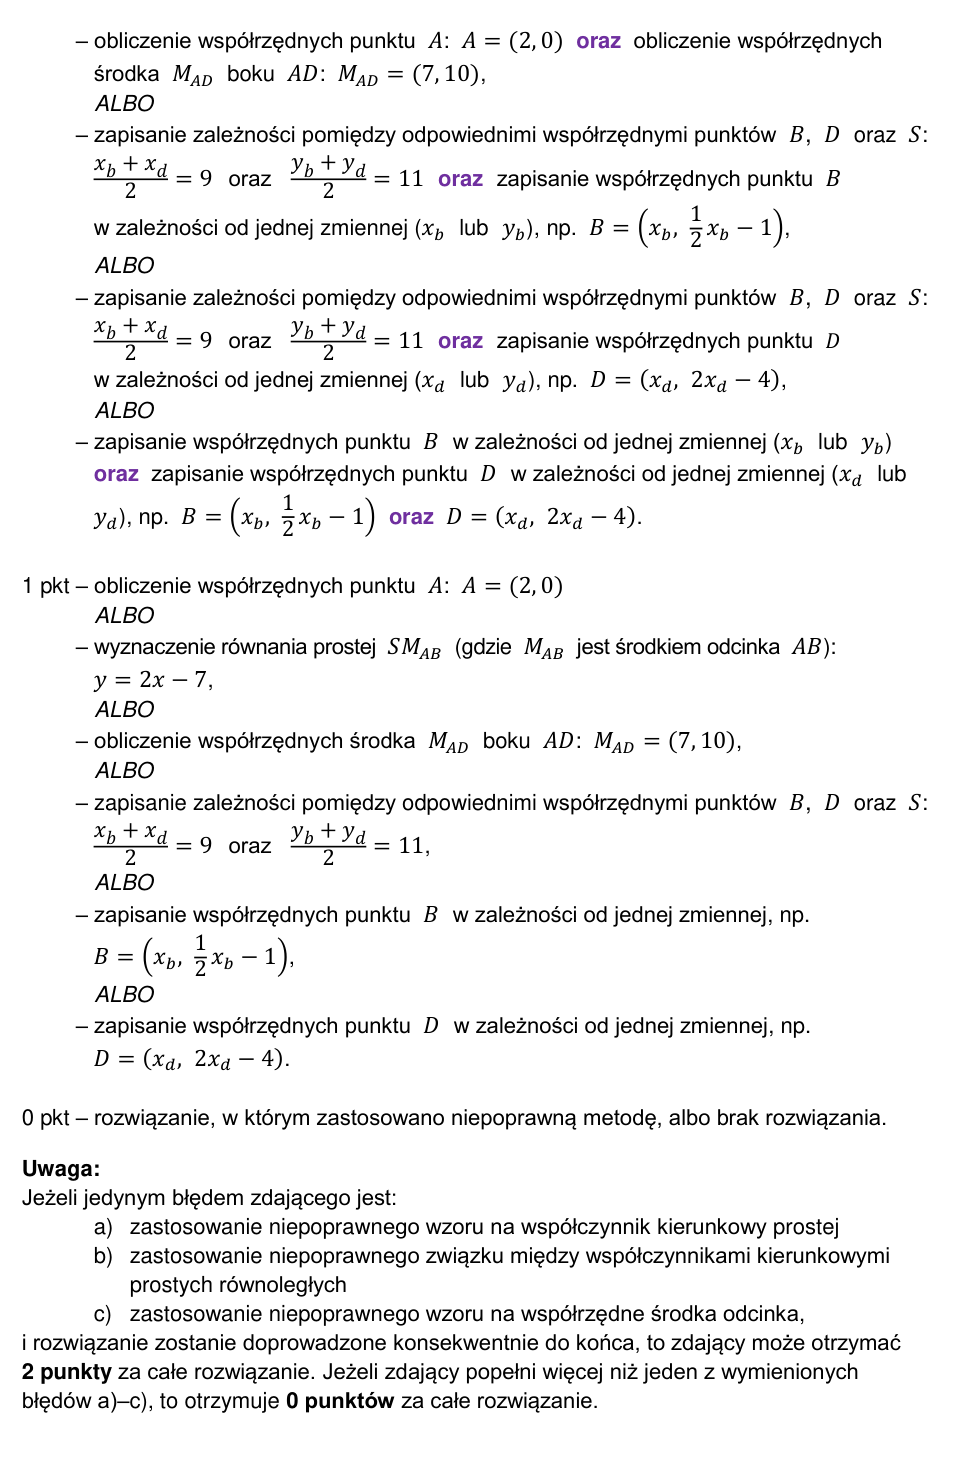 – obliczenie współrzędnych punktu A: A = (2, 0) oraz obliczenie współrzędnych
środka M_AD boku AD: M_AD = (7, 10),
ALBO
– zapisanie zależności pomiędzy odpowiednimi współrzędnymi punktów B, D oraz S:
(x_b + x_d)/2 = 9 oraz (y_b + y_d)/2 = 11 oraz zapisanie współrzędnych punktu B
w zależności od jednej zmiennej (x_b lub y_b), np. B = (x_b, 1/2 x_b − 1),
ALBO
– zapisanie zależności pomiędzy odpowiednimi współrzędnymi punktów B, D oraz S:
(x_b + x_d)/2 = 9 oraz (y_b + y_d)/2 = 11 oraz zapisanie współrzędnych punktu D
w zależności od jednej zmiennej (x_d lub y_d), np. D = (x_d, 2x_d − 4),
ALBO
– zapisanie współrzędnych punktu B w zależności od jednej zmiennej (x_b lub y_b)
oraz zapisanie współrzędnych punktu D w zależności od jednej zmiennej (x_d lub
y_d), np. B = (x_b, 1/2 x_b − 1) oraz D = (x_d, 2x_d − 4).
1 pkt – obliczenie współrzędnych punktu A: A = (2, 0)
ALBO
– wyznaczenie równania prostej SM_AB (gdzie M_AB jest środkiem odcinka AB):
y = 2x − 7,
ALBO
– obliczenie współrzędnych środka M_AD boku AD: M_AD = (7, 10),
ALBO
– zapisanie zależności pomiędzy odpowiednimi współrzędnymi punktów B, D oraz S:
(x_b + x_d)/2 = 9 oraz (y_b + y_d)/2 = 11,
ALBO
– zapisanie współrzędnych punktu B w zależności od jednej zmiennej, np.
B = (x_b, 1/2 x_b − 1),
ALBO
– zapisanie współrzędnych punktu D w zależności od jednej zmiennej, np.
D = (x_d, 2x_d − 4).
0 pkt – rozwiązanie, w którym zastosowano niepoprawną metodę, albo brak rozwiązania.
Uwaga:
Jeżeli jedynym błędem zdającego jest:
a) zastosowanie niepoprawnego wzoru na współczynnik kierunkowy prostej
b) zastosowanie niepoprawnego związku między współczynnikami kierunkowymi
prostych równoległych
c) zastosowanie niepoprawnego wzoru na współrzędne środka odcinka,
i rozwiązanie zostanie doprowadzone konsekwentnie do końca, to zdający może otrzymać
2 punkty za całe rozwiązanie. Jeżeli zdający popełni więcej niż jeden z wymienionych
błędów a)–c), to otrzymuje 0 punktów za całe rozwiązanie.